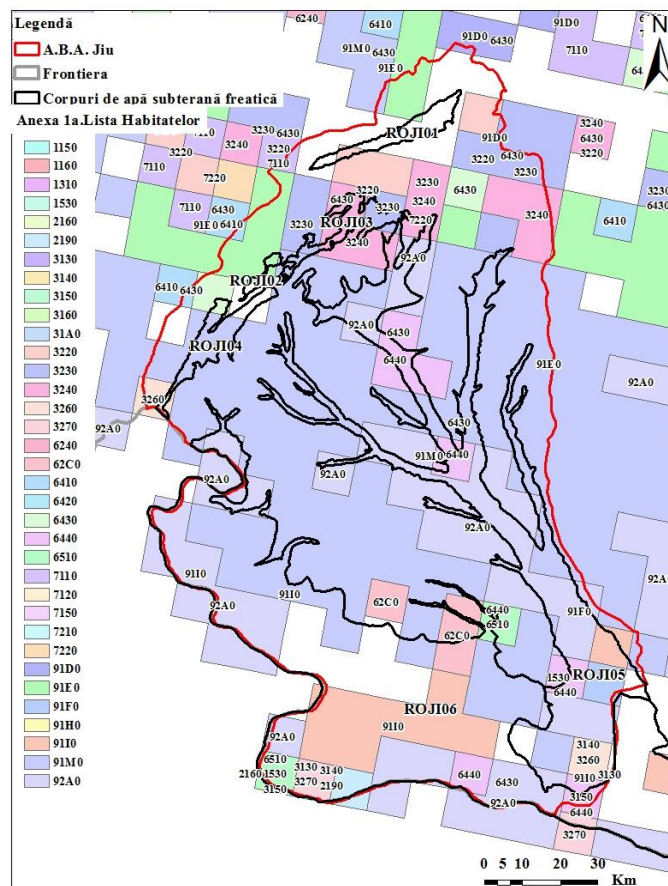 Legendă
A.B.A. Jiu
Frontiera
Corpuri de apă subterană freatică
Anexa 1a.Lista Habitatelor
1150
1160
1310
1530
2160
2190
3130
3140
3150
3160
31A0
3220
3230
3240
3260
3270
6240
62C0
6410
6420
6430
6440
6510
7110
7120
7150
7210
7220
91D0
91E0
91F0
91H0
91I0
91M0
92A0
N
6240
6410
6430
91M0
6430
91E0
91D0
91D0
7110
ROJI01
91D0
3220
6430
3230
3240
6430
3220
3230
6430
7110
3220
3240
3230
6430
3220
7110
7110
7220
7110
6430
91E0
6410
3220
6430
3230
ROJI03
3230
3240
3230
3240
7220
6430
3240
6410
92A0
ROJI02
6410
6430
ROJI04
92A0
6430
6440
91E0
92A0
3260
92A0
6430
91M0
6440
92A0
92A0
92A0
92A0
91I0
92A0
91I0
62C0
62C0
6440
6510
91F0
1530
6440
ROJI05
ROJI06
91I0
92A0
6510
2160
1530
3150
3130
3140
3270
2190
6440
6430
92A0
3140
3260
91H0
3130
3150
6440
3270
0 5 10 20 30
Km